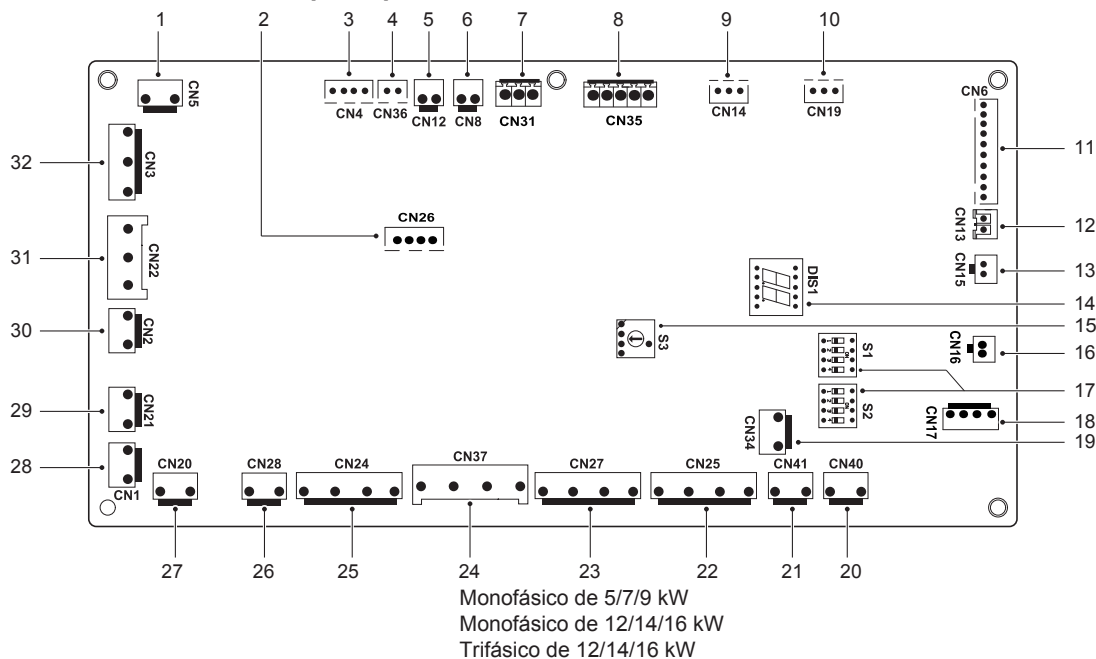 1 2 3 4 5 6 7 8 9 10
CN5
CN4 CN36 CN12 CN8 CN31 CN35 CN14 CN19 CN6
11
32 CN3
CN26
CN13 12
31 CN22
CN15 13
DIS1 14
30 CN2
S3 15
S1
CN16 16
17
29 CN21
S2
CN17 18
CN34 19
28 CN1
CN20 CN28 CN24 CN37 CN27 CN25 CN41 CN40
27 26 25 24 23 22 21 20
Monofásico de 5/7/9 kW
Monofásico de 12/14/16 kW
Trifásico de 12/14/16 kW